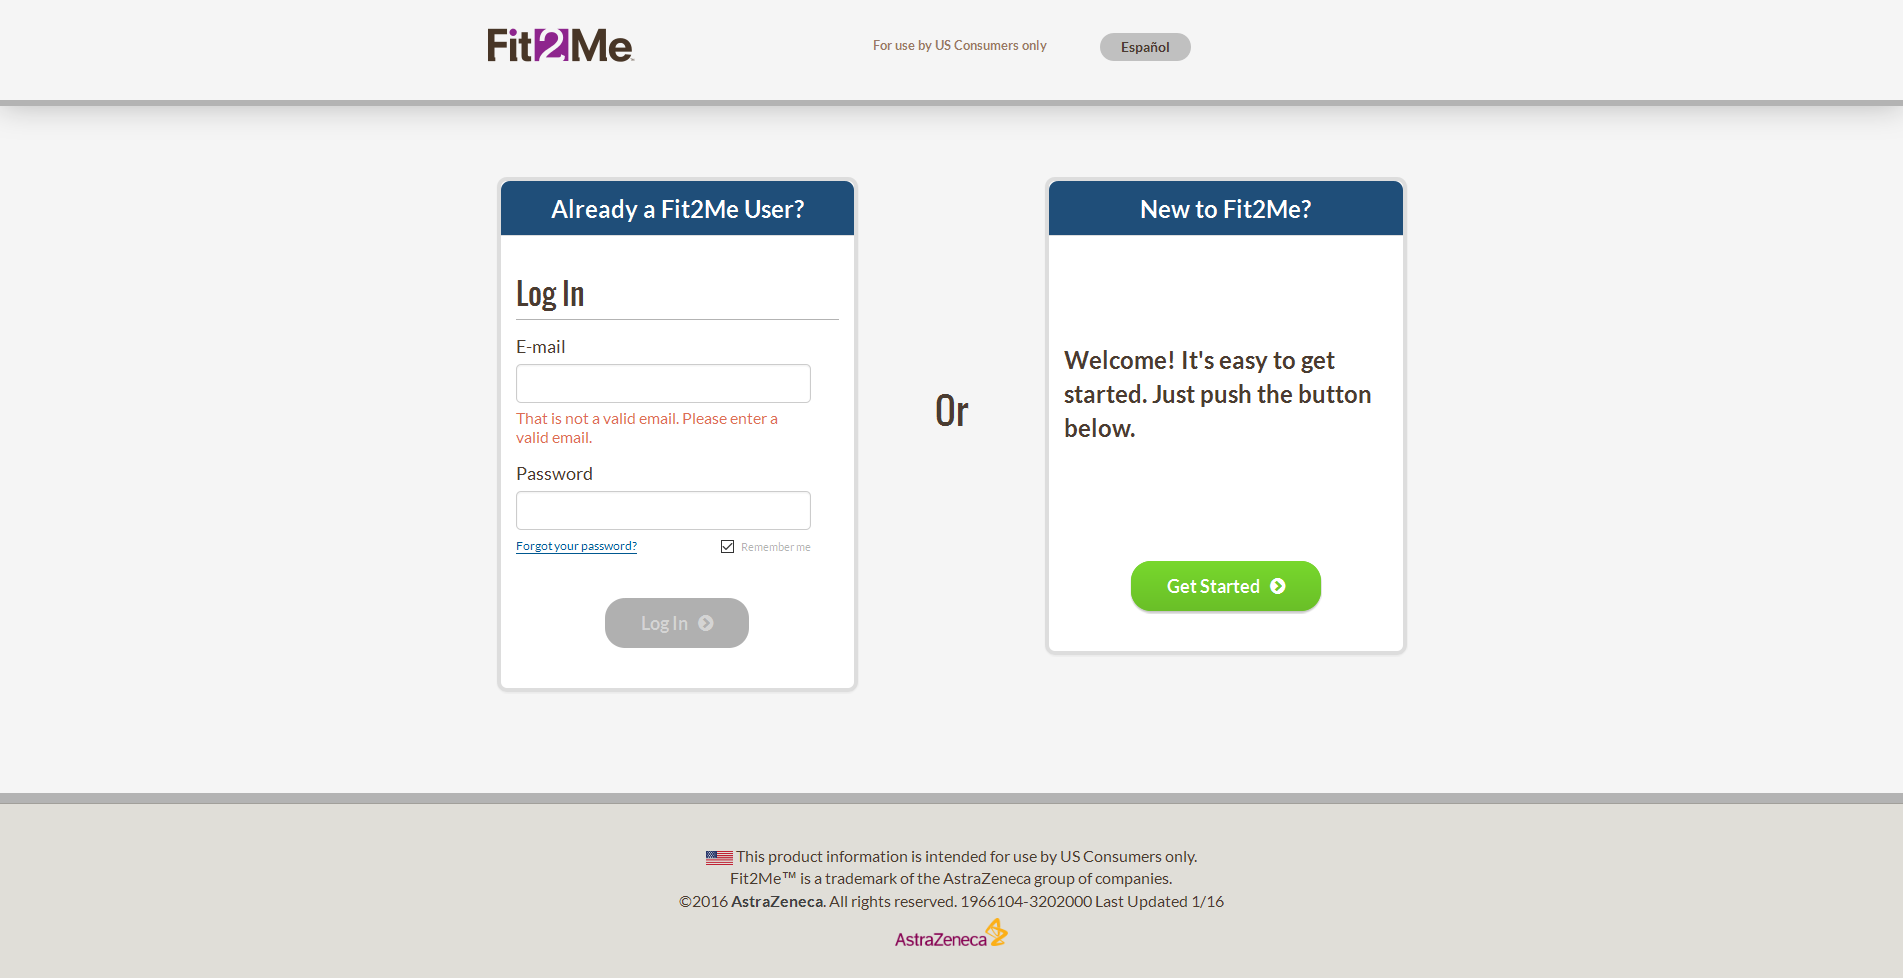 Fit2Me™
For use by US Consumers only
Español
Already a Fit2Me User?
Log In
E-mail
That is not a valid email. Please enter a
valid email.
Password
Forgot your password?
Remember me
Log In
Or
New to Fit2Me?
Welcome! It's easy to get
started. Just push the button
below.
Get Started
This product information is intended for use by US Consumers only.
Fit2Me™ is a trademark of the AstraZeneca group of companies.
©2016 AstraZeneca. All rights reserved. 1966104-3202000 Last Updated 1/16
AstraZeneca